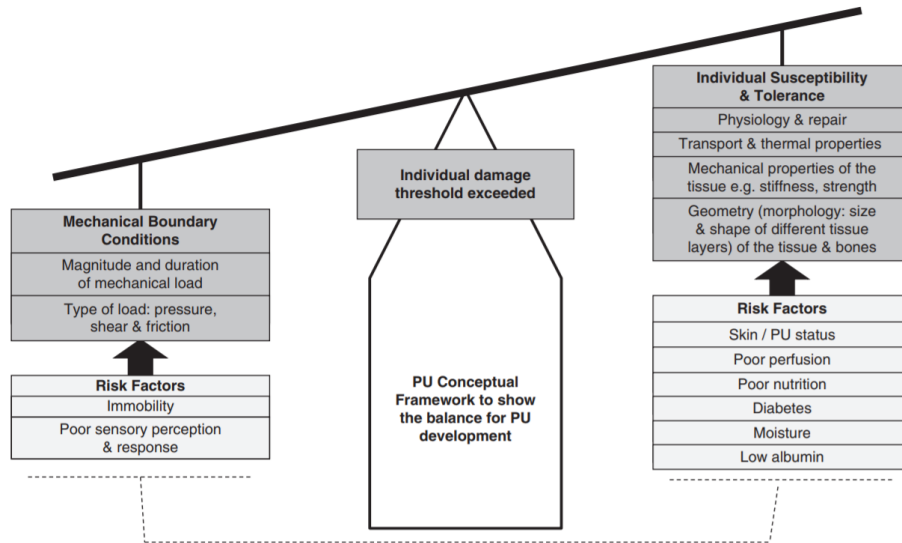 Mechanical Boundary
Conditions
Magnitude and duration
of mechanical load
Type of load: pressure,
shear & friction
Risk Factors
Immobility
Poor sensory perception
& response
Individual damage
threshold exceeded
PU Conceptual
Framework to show
the balance for PU
development
Individual Susceptibility
& Tolerance
Physiology & repair
Transport & thermal properties
Mechanical properties of the
tissue e.g. stiffness, strength
Geometry (morphology: size
& shape of different tissue
layers) of the tissue & bones
Risk Factors
Skin / PU status
Poor perfusion
Poor nutrition
Diabetes
Moisture
Low albumin